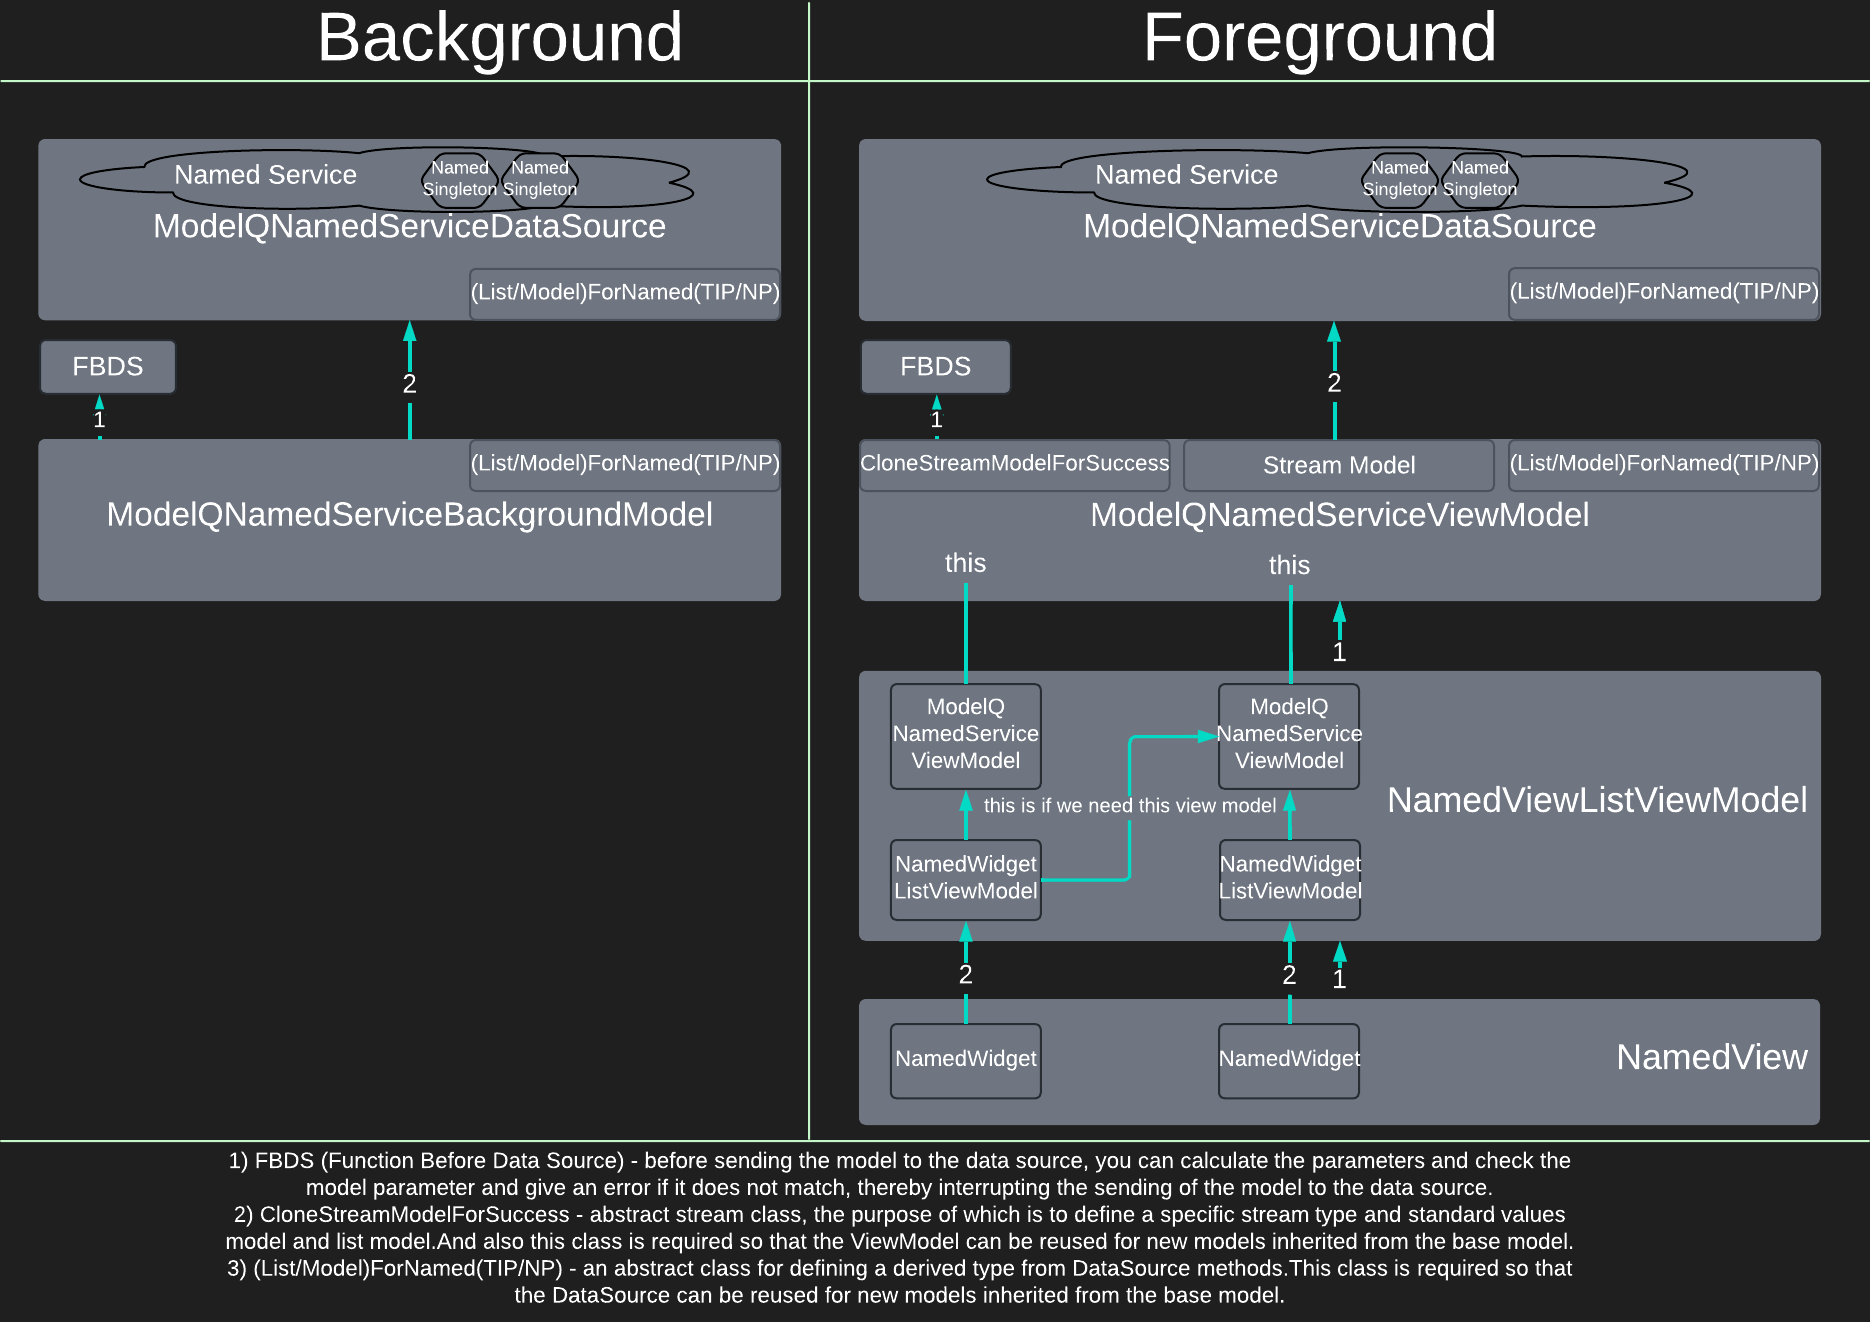 Background
Foreground
Named Service
Named
Singleton
Named
Singleton
ModelQNamedServiceDataSource
(List/Model)ForNamed(TIP/NP)
FBDS
2
1
(List/Model)ForNamed(TIP/NP)
ModelQNamedServiceBackgroundModel
Named Service
Named
Singleton
Named
Singleton
ModelQNamedServiceDataSource
(List/Model)ForNamed(TIP/NP)
FBDS
2
1
CloneStreamModelForSuccess
Stream Model
(List/Model)ForNamed(TIP/NP)
ModelQNamedServiceViewModel
this
this
1
ModelQ
NamedService
ViewModel
ModelQ
NamedService
ViewModel
this is if we need this view model
NamedViewListViewModel
NamedWidget
ListViewModel
NamedWidget
ListViewModel
2
2
1
NamedWidget
NamedWidget
NamedView
1) FBDS (Function Before Data Source) - before sending the model to the data source, you can calculate the parameters and check the
model parameter and give an error if it does not match, thereby interrupting the sending of the model to the data source.
2) CloneStreamModelForSuccess - abstract stream class, the purpose of which is to define a specific stream type and standard values
model and list model.And also this class is required so that the ViewModel can be reused for new models inherited from the base model.
3) (List/Model)ForNamed(TIP/NP) - an abstract class for defining a derived type from DataSource methods.This class is required so that
the DataSource can be reused for new models inherited from the base model.